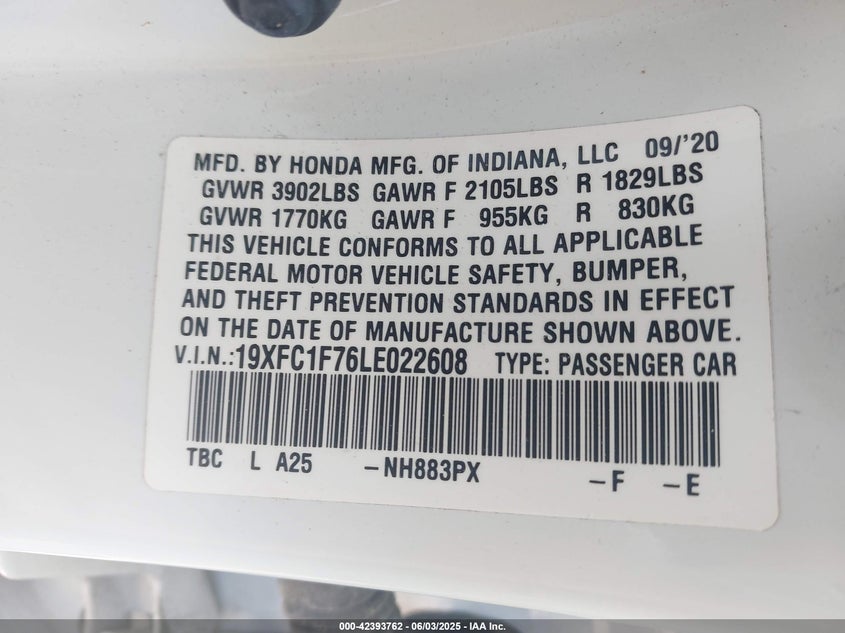 MFD. BY HONDA MFG. OF INDIANA, LLC 09/'20
GVWR 3902LBS GAWR F 2105LBS R 1829LBS
GVWR 1770KG GAWR F 955KG R 830KG
THIS VEHICLE CONFORMS TO ALL APPLICABLE
FEDERAL MOTOR VEHICLE SAFETY, BUMPER,
AND THEFT PREVENTION STANDARDS IN EFFECT
ON THE DATE OF MANUFACTURE SHOWN ABOVE.
V.I.N.:19XFC1F76LE022608 TYPE: PASSENGER CAR
TBC L A25 -NH883PX -F -E
000-42393762 - 06/03/2025 - IAA Inc.